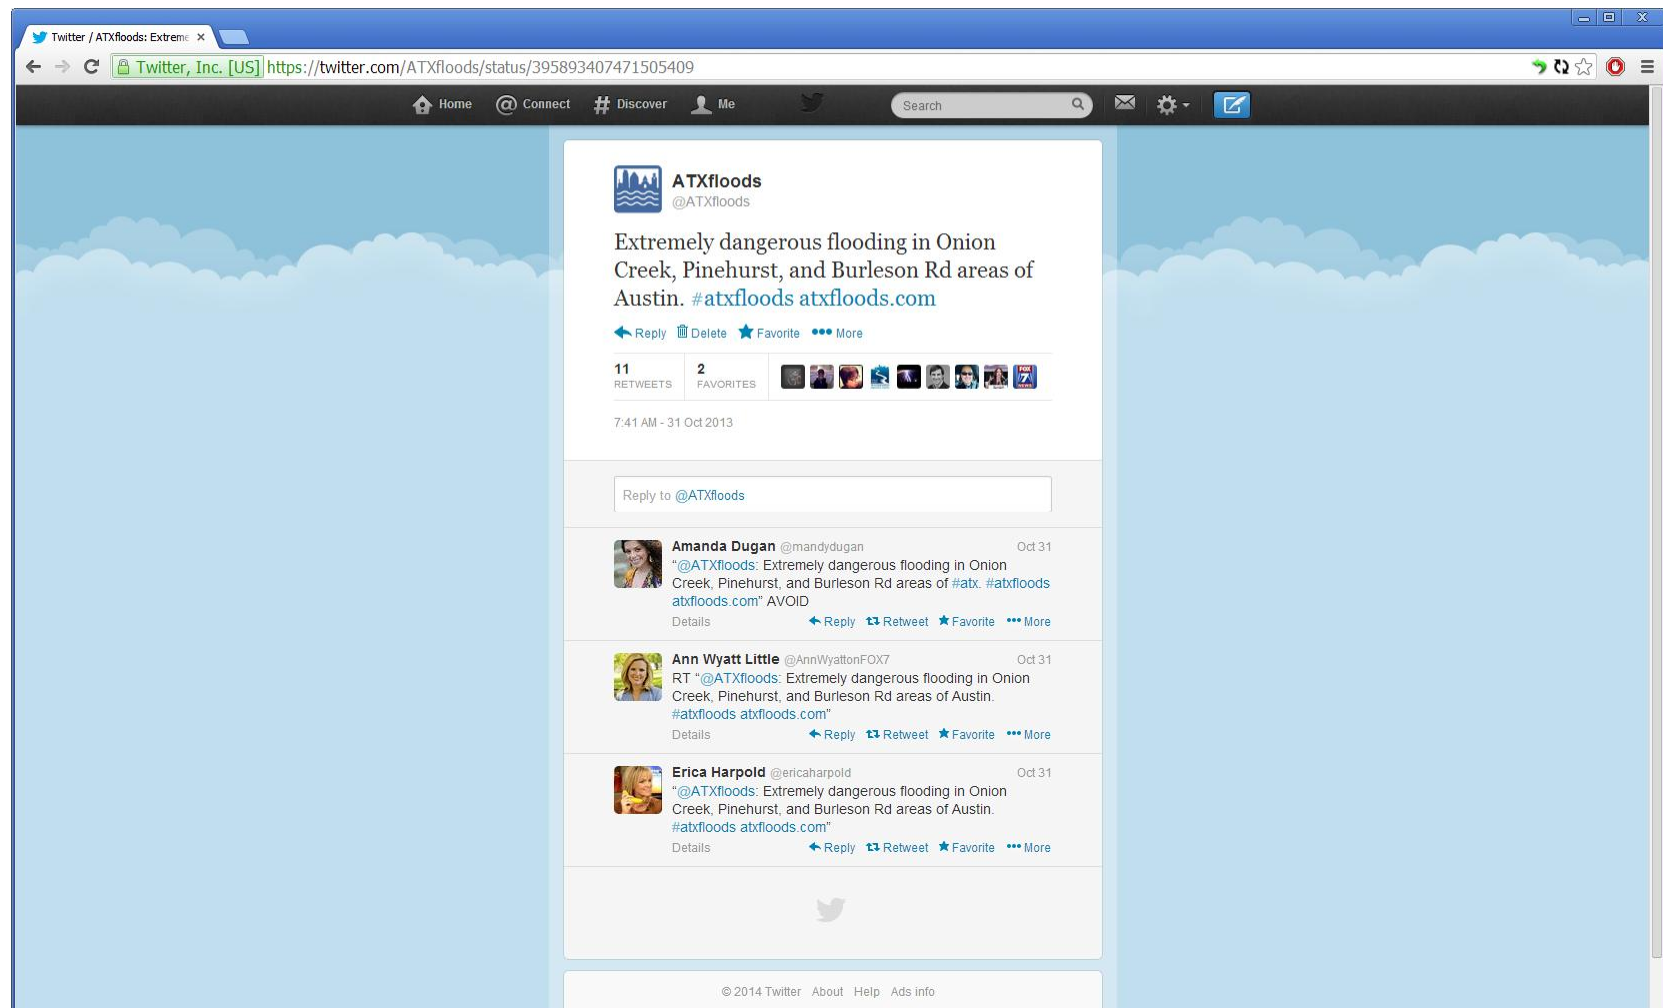 Twitter / ATXfloods: Extreme
Twitter, Inc. [US] https://twitter.com/ATXfloods/status/395893407471505409
Home Connect Discover Me Search
ATXfloods
@ATXfloods
Extremely dangerous flooding in Onion
Creek, Pinehurst, and Burleson Rd areas of
Austin. #atxfloods atxfloods.com
Reply Delete Favorite More
11 2
RETWEETS FAVORITES
FOX
7
NEWS
7:41 AM - 31 Oct 2013
Reply to @ATXfloods
Amanda Dugan @mandydugan Oct 31
“@ATXfloods: Extremely dangerous flooding in Onion
Creek, Pinehurst, and Burleson Rd areas of #atx. #atxfloods
atxfloods.com” AVOID
Details Reply Retweet Favorite More
Ann Wyatt Little @AnnWyattonFOX7 Oct 31
RT “@ATXfloods: Extremely dangerous flooding in Onion
Creek, Pinehurst, and Burleson Rd areas of Austin.
#atxfloods atxfloods.com”
Details Reply Retweet Favorite More
Erica Harpold @ericaharpold Oct 31
“@ATXfloods: Extremely dangerous flooding in Onion
Creek, Pinehurst, and Burleson Rd areas of Austin.
#atxfloods atxfloods.com”
Details Reply Retweet Favorite More
© 2014 Twitter About Help Ads info